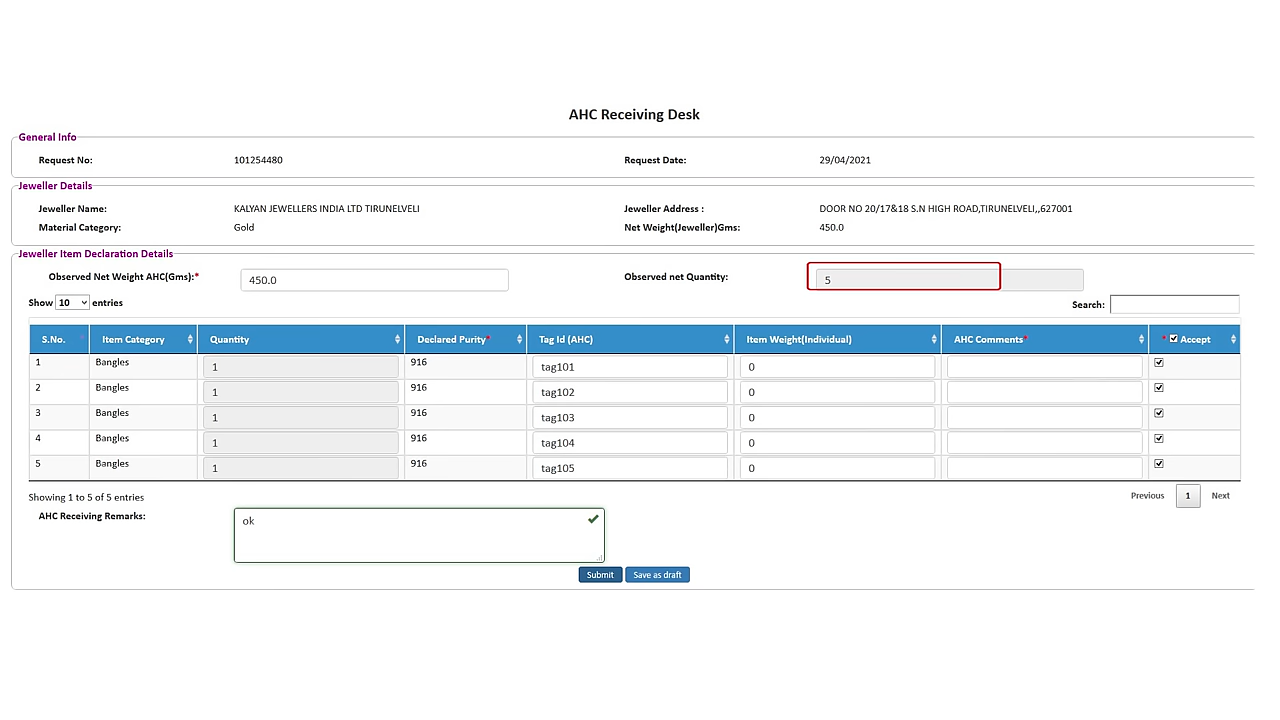 AHC Receiving Desk
General Info
Request No: 101254480 Request Date: 29/04/2021
Jeweller Details
Jeweller Name: KALYAN JEWELLERS INDIA LTD TIRUNELVELI Jeweller Address : DOOR NO 20/17&18 S.N HIGH ROAD,TIRUNELVELI,,627001
Material Category: Gold Net Weight(Jeweller)Gms: 450.0
Jeweller Item Declaration Details
Observed Net Weight AHC(Gms):* 450.0 Observed net Quantity: 5
Show 10 entries Search:
S.No. Item Category Quantity Declared Purity* Tag Id (AHC) Item Weight(Individual) AHC Comments* * Accept
1 Bangles 1 916 tag101 0
2 Bangles 1 916 tag102 0
3 Bangles 1 916 tag103 0
4 Bangles 1 916 tag104 0
5 Bangles 1 916 tag105 0
Showing 1 to 5 of 5 entries Previous 1 Next
AHC Receiving Remarks: ok
Submit Save as draft